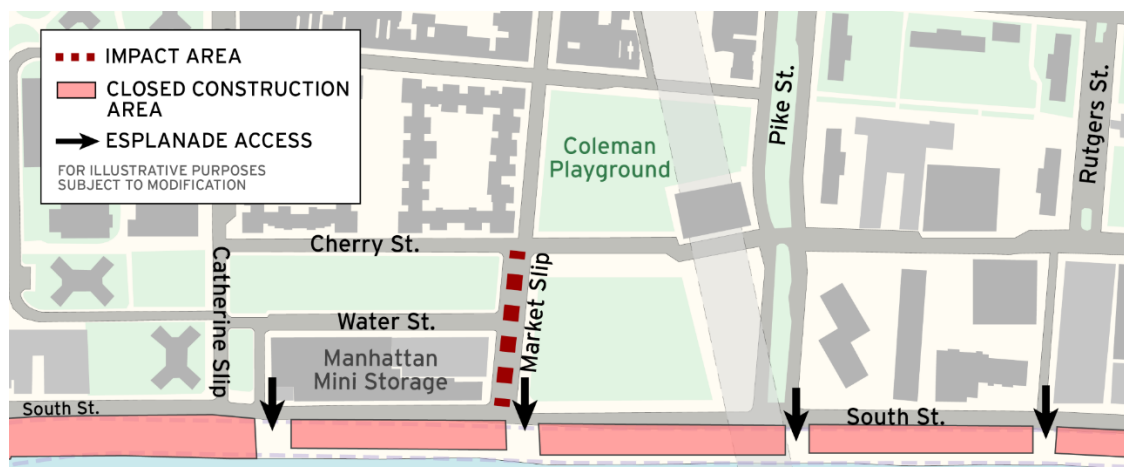 IMPACT AREA
CLOSED CONSTRUCTION
AREA
ESPLANADE ACCESS
FOR ILLUSTRATIVE PURPOSES
SUBJECT TO MODIFICATION
Coleman
Playground
Pike St.
Rutgers St.
Cherry St.
Catherine Slip
Market Slip
Water St.
Manhattan
Mini Storage
South St.
South St.